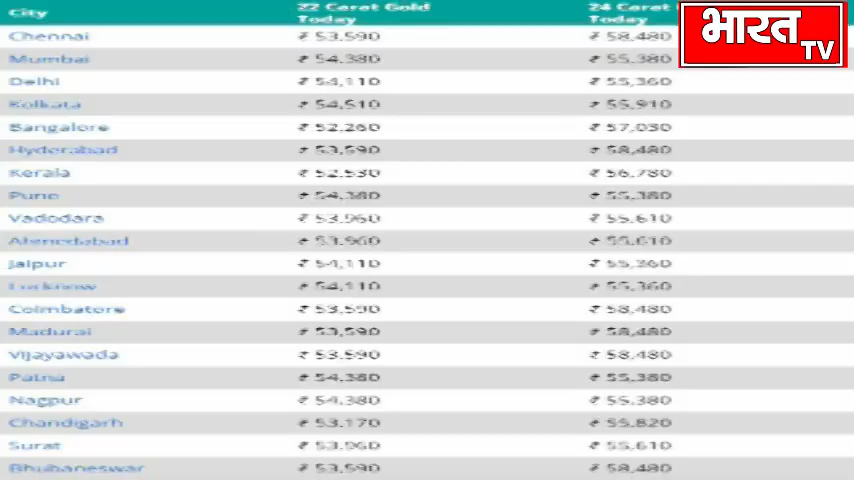 City 22 Carat Gold Today 24 Carat Today
Chennai ₹ 53,590 ₹ 58,480
Mumbai ₹ 54,380 ₹ 55,380
Delhi ₹ 54,110 ₹ 55,360
Kolkata ₹ 54,510 ₹ 55,910
Bangalore ₹ 52,260 ₹ 57,030
Hyderabad ₹ 53,590 ₹ 58,480
Kerala ₹ 52,530 ₹ 56,780
Pune ₹ 54,380 ₹ 55,380
Vadodara ₹ 53,960 ₹ 55,610
Ahmedabad ₹ 53,960 ₹ 55,610
Jaipur ₹ 54,110 ₹ 55,360
Lucknow ₹ 54,110 ₹ 55,360
Coimbatore ₹ 53,590 ₹ 58,480
Madurai ₹ 53,590 ₹ 58,480
Vijayawada ₹ 53,590 ₹ 58,480
Patna ₹ 54,380 ₹ 55,380
Nagpur ₹ 54,380 ₹ 55,380
Chandigarh ₹ 53,170 ₹ 55,820
Surat ₹ 53,960 ₹ 55,610
Bhubaneswar ₹ 53,590 ₹ 58,480
भारत
TV